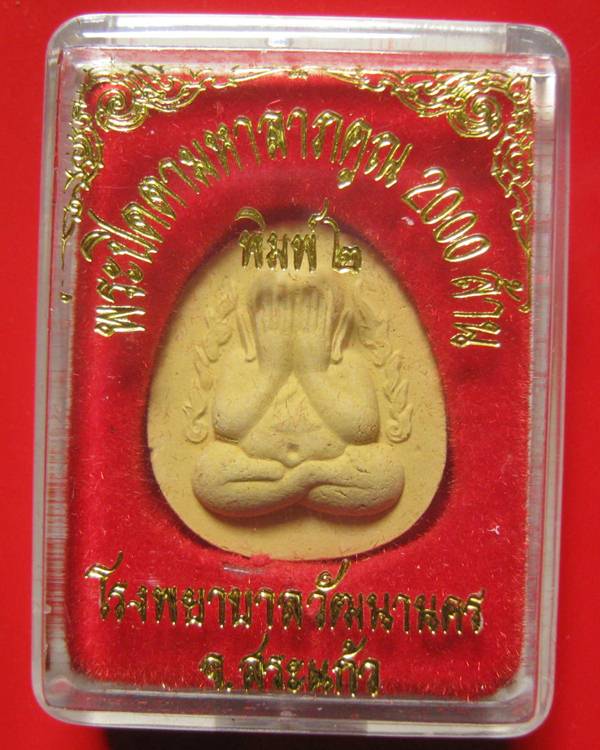 พระปิดตามหาลาภคูณ 2000 ล้าน
พิมพ์ ๒
โรงพยาบาลวัฒนานคร
จ.สระแก้ว